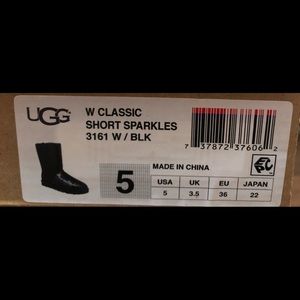 UGG
W CLASSIC
SHORT SPARKLES
3161 W / BLK
7 37872 37606 2
5
MADE IN CHINA
USA UK EU JAPAN
5 3.5 36 22